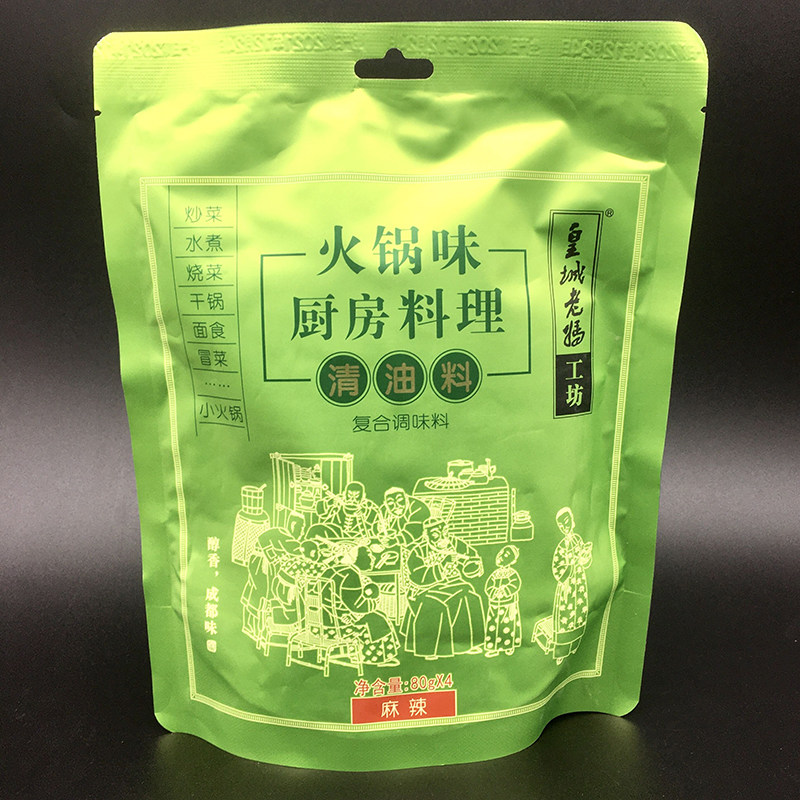 炒菜
水煮
烧菜
干锅
面食
冒菜
……
小火锅
火锅味
厨房料理
清油料
复合调味料
皇城老妈®
工坊
醇香,成都味
净含量:80gX4
麻辣